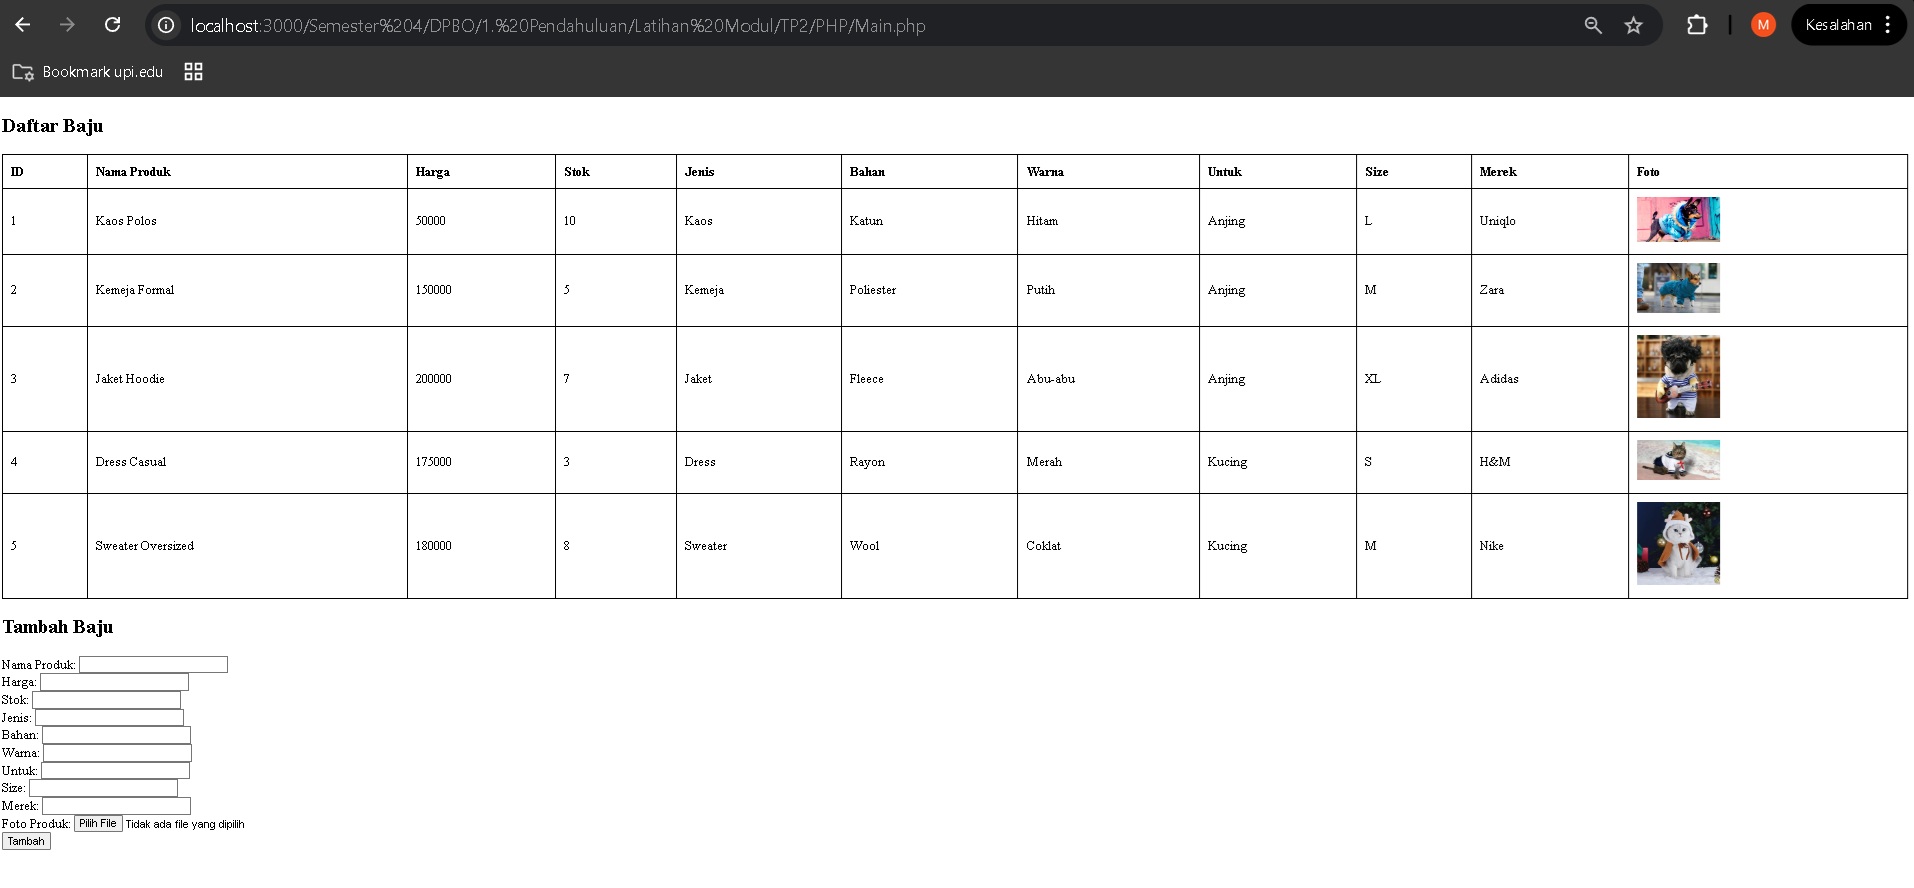 localhost:3000/Semester%204/DPBO/1.%20Pendahuluan/Latihan%20Modul/TP2/PHP/Main.php
M
Kesalahan
Bookmark upi.edu
Daftar Baju
ID Nama Produk Harga Stok Jenis Bahan Warna Untuk Size Merek Foto
1 Kaos Polos 50000 10 Kaos Katun Hitam Anjing L Uniqlo
2 Kemeja Formal 150000 5 Kemeja Poliester Putih Anjing M Zara
3 Jaket Hoodie 200000 7 Jaket Fleece Abu-abu Anjing XL Adidas
4 Dress Casual 175000 3 Dress Rayon Merah Kucing S H&M
5 Sweater Oversized 180000 8 Sweater Wool Coklat Kucing M Nike
Tambah Baju
Nama Produk:
Harga:
Stok:
Jenis:
Bahan:
Warna:
Untuk:
Size:
Merek:
Foto Produk: Pilih File Tidak ada file yang dipilih
Tambah